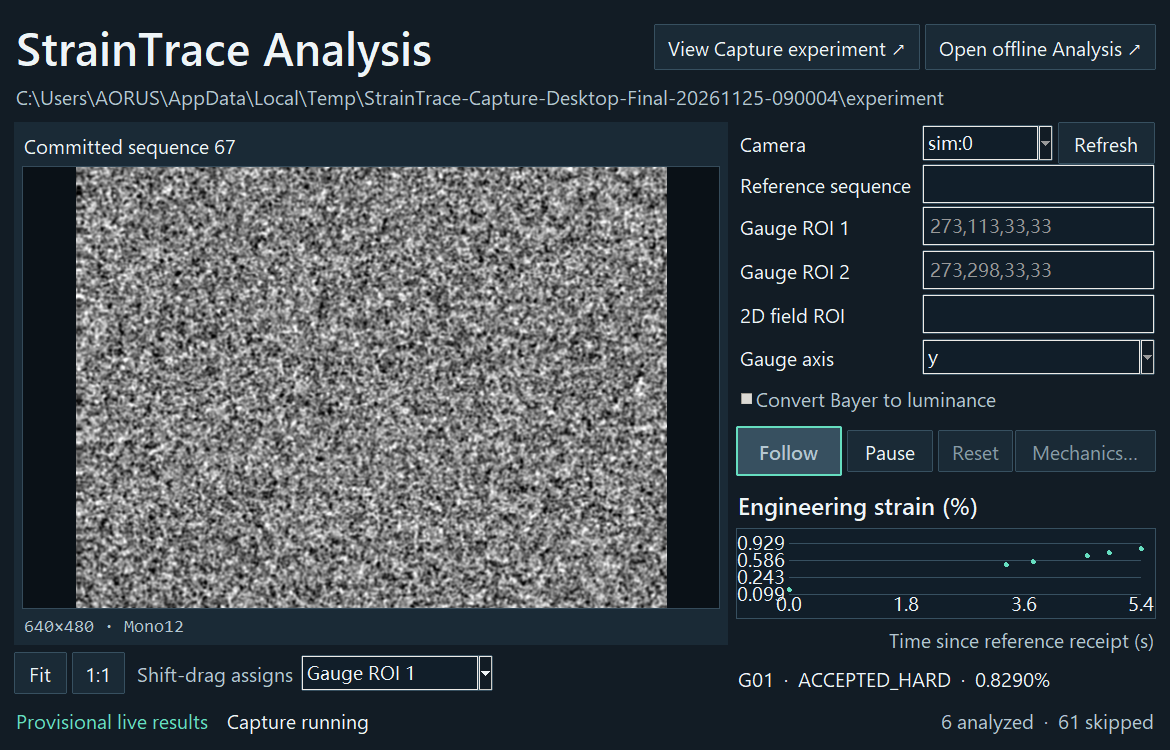 StrainTrace Analysis
View Capture experiment ↗
Open offline Analysis ↗
C:\Users\AORUS\AppData\Local\Temp\StrainTrace-Capture-Desktop-Final-20261125-090004\experiment
Committed sequence 67
640×480 · Mono12
Fit
1:1
Shift-drag assigns
Gauge ROI 1
Camera
sim:0
Refresh
Reference sequence
Gauge ROI 1
273,113,33,33
Gauge ROI 2
273,298,33,33
2D field ROI
Gauge axis
y
Convert Bayer to luminance
Follow
Pause
Reset
Mechanics...
Engineering strain (%)
0.929
0.586
0.243
0.099
0.0 1.8 3.6 5.4
Time since reference receipt (s)
G01 · ACCEPTED_HARD · 0.8290%
Provisional live results
Capture running
6 analyzed · 61 skipped